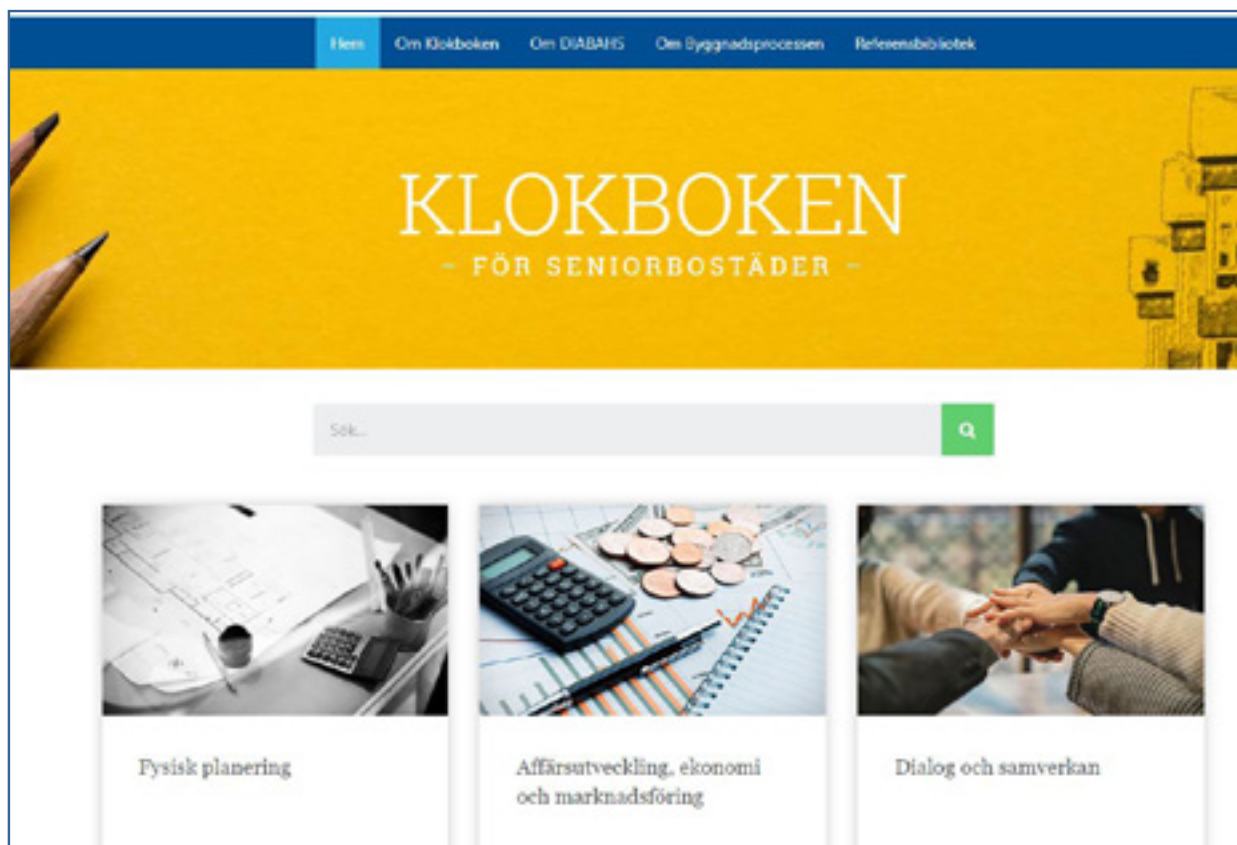 Hem Om Klokboken Om DIABAHS Om Byggnadsprocessen Referensbibliotek
KLOKBOKEN
- FÖR SENIORBOSTÄDER -
Sök...
Fysisk planering
Affärsutveckling, ekonomi
och marknadsföring
Dialog och samverkan